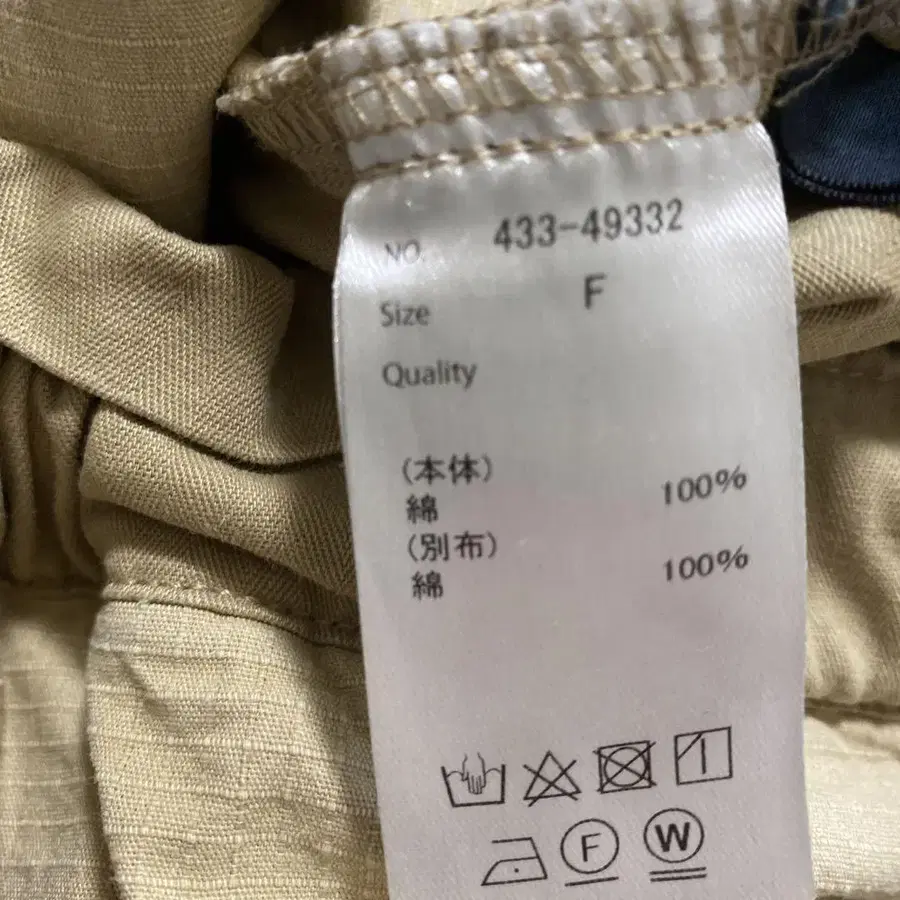 NO. 433-49332
Size F
Quality
(本体)
綿 100%
(別布)
綿 100%
F W